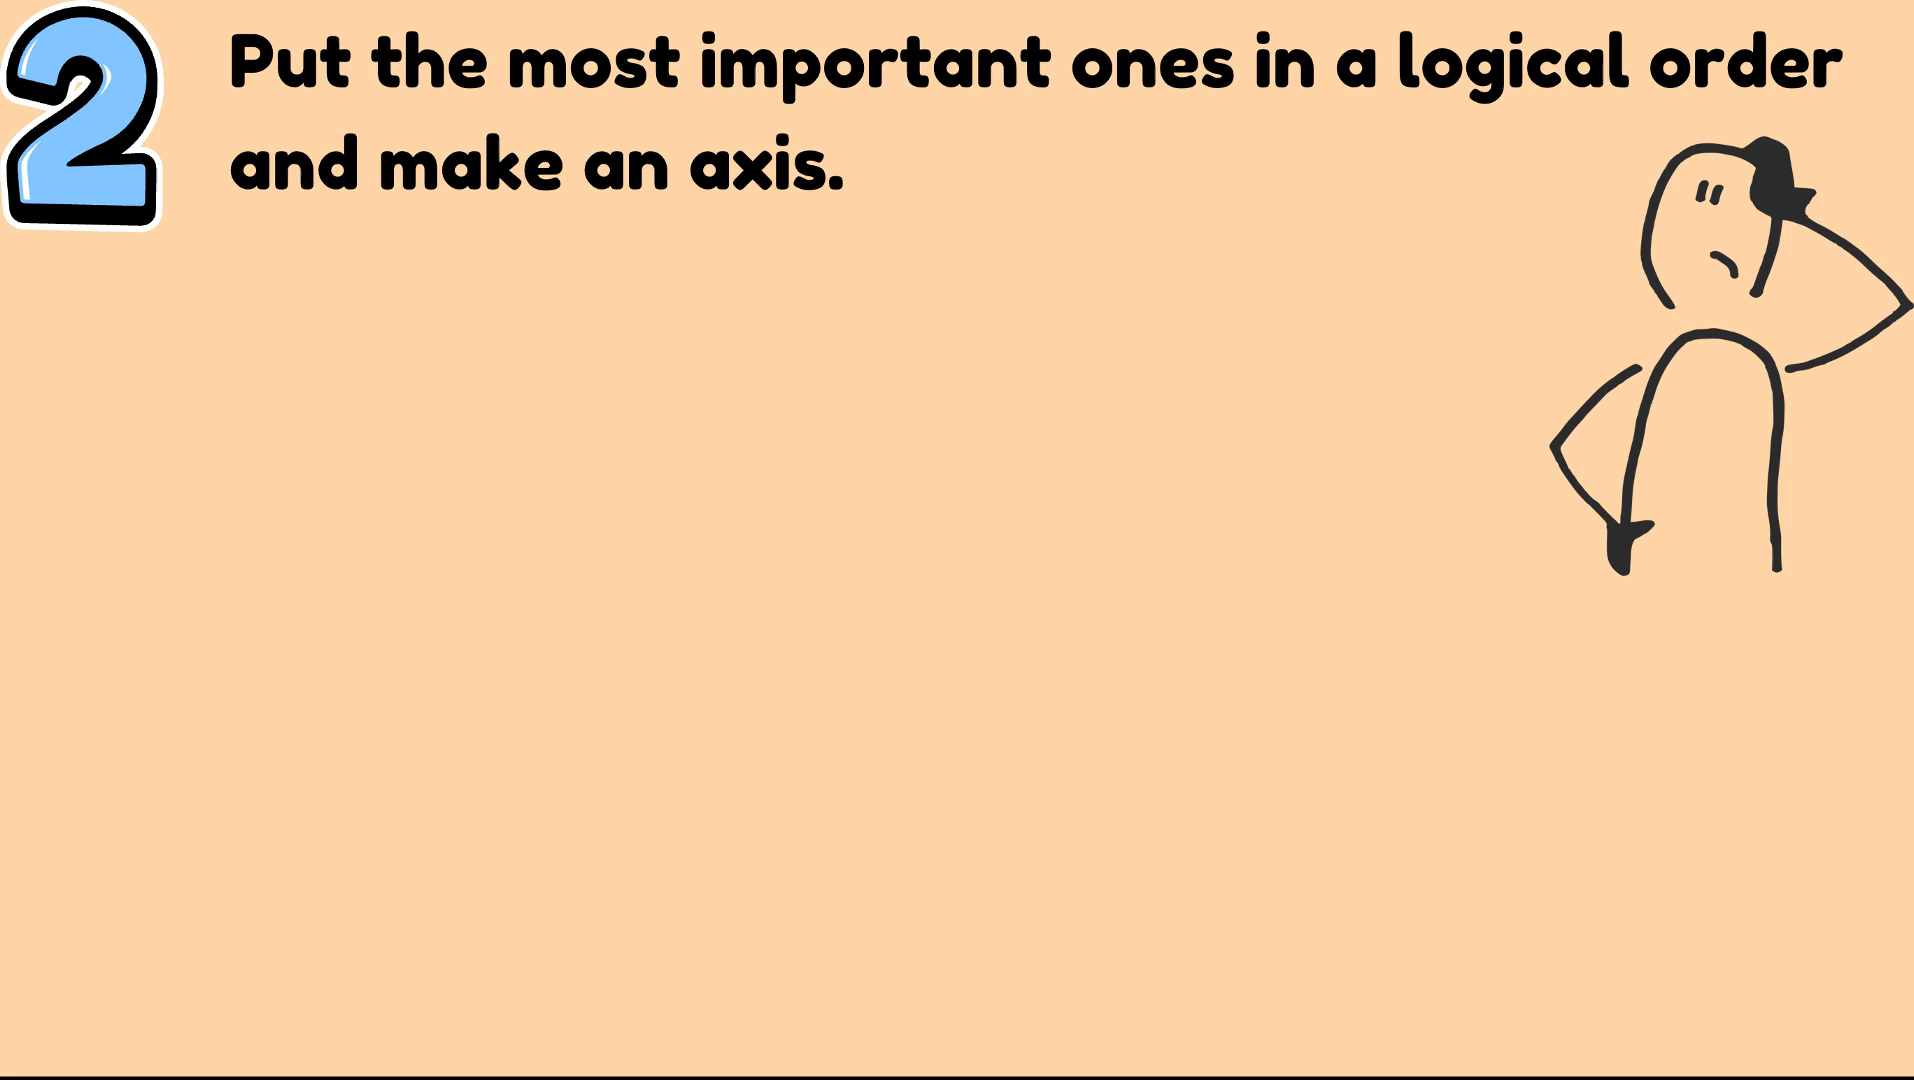 2
Put the most important ones in a logical order
and make an axis.